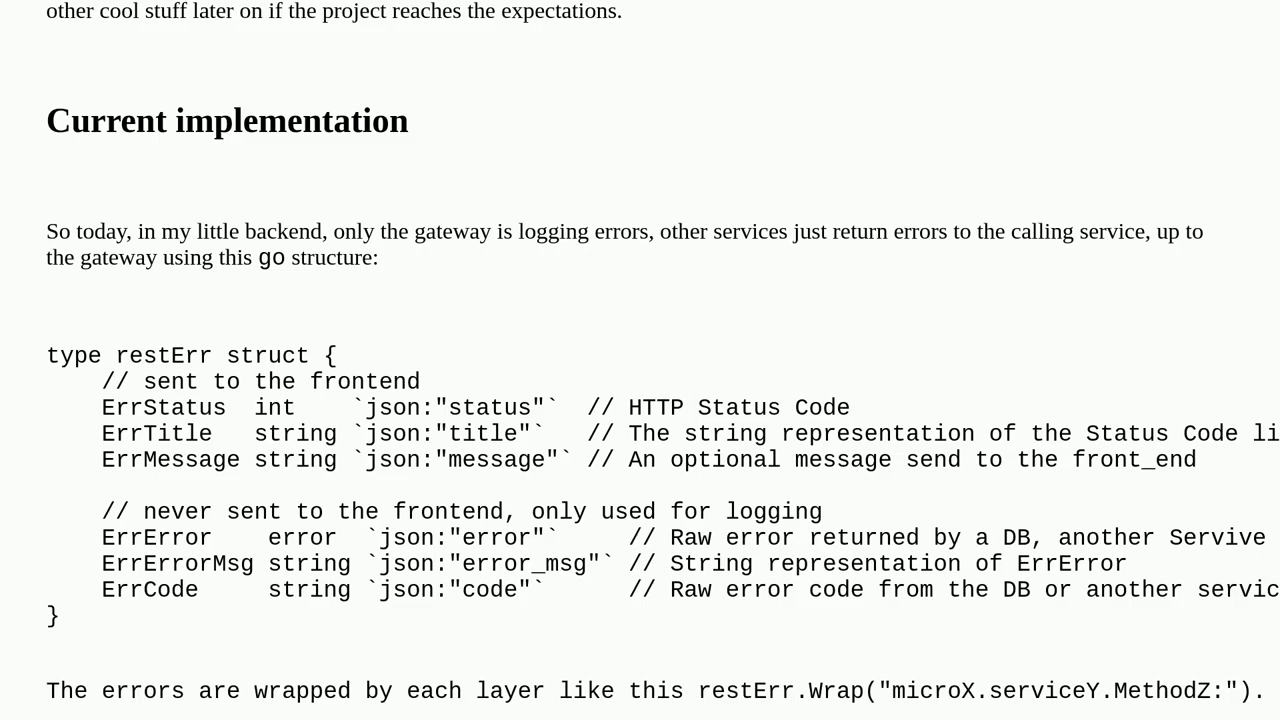 other cool stuff later on if the project reaches the expectations.
Current implementation
So today, in my little backend, only the gateway is logging errors, other services just return errors to the calling service, up to
the gateway using this go structure:
type restErr struct {
    // sent to the frontend
    ErrStatus  int    `json:"status"`  // HTTP Status Code
    ErrTitle   string `json:"title"`   // The string representation of the Status Code li
    ErrMessage string `json:"message"` // An optional message send to the front_end
    // never sent to the frontend, only used for logging
    ErrError    error  `json:"error"`     // Raw error returned by a DB, another Servive
    ErrErrorMsg string `json:"error_msg"` // String representation of ErrError
    ErrCode     string `json:"code"`      // Raw error code from the DB or another servic
}
The errors are wrapped by each layer like this restErr.Wrap("microX.serviceY.MethodZ:").